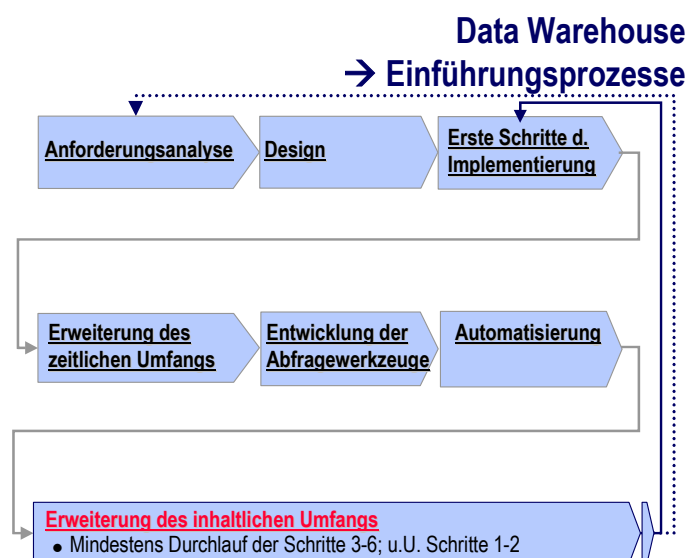 Data Warehouse
→ Einführungsprozesse
Anforderungsanalyse
Design
Erste Schritte d.
Implementierung
Erweiterung des
zeitlichen Umfangs
Entwicklung der
Abfragewerkzeuge
Automatisierung
Erweiterung des inhaltlichen Umfangs
● Mindestens Durchlauf der Schritte 3-6; u.U. Schritte 1-2